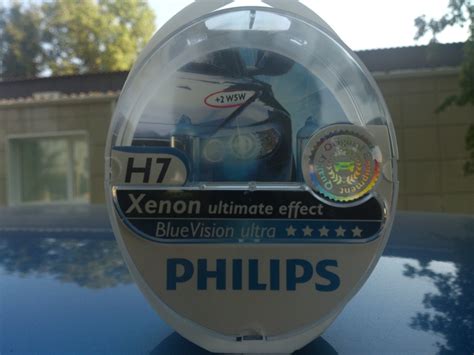 +2 W5W
H7
Xenon ultimate effect
BlueVision ultra
PHILIPS